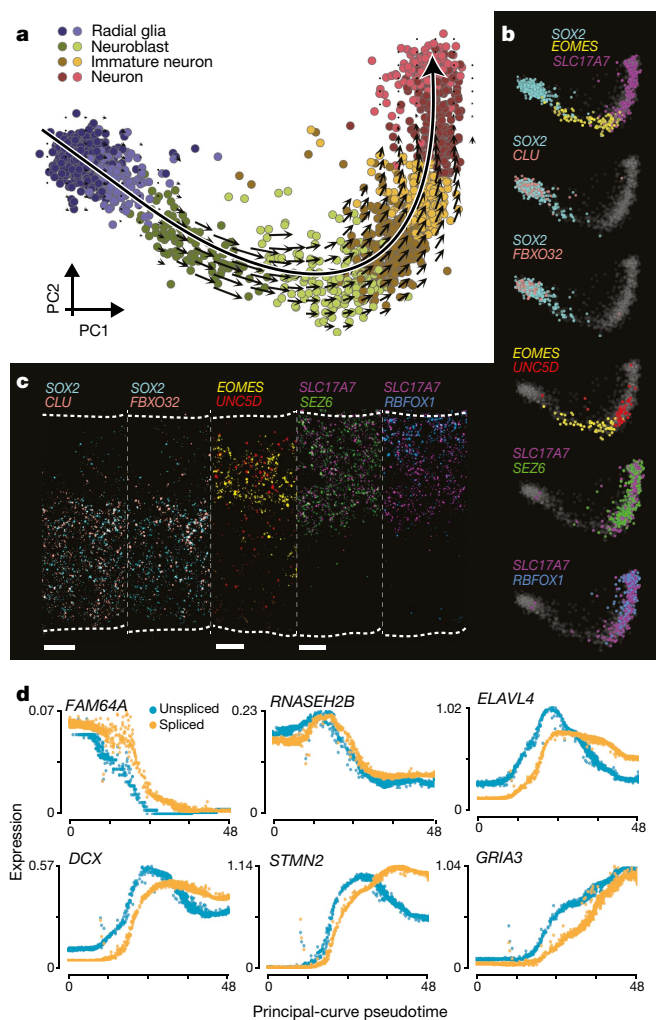 a
Radial glia
Neuroblast
Immature neuron
Neuron
PC2
PC1
b
SOX2
EOMES
SLC17A7
SOX2
CLU
SOX2
FBXO32
EOMES
UNC5D
SLC17A7
SEZ6
SLC17A7
RBFOX1
c
SOX2 SOX2 EOMES SLC17A7 SLC17A7
CLU FBXO32 UNC5D SEZ6 RBFOX1
d
Expression
FAM64A
Unspliced
Spliced
0.07
0
0 48
RNASEH2B
0.23
0
0 48
ELAVL4
1.02
0
0 48
DCX
0.57
0
0 48
STMN2
1.14
0
0 48
GRIA3
1.04
0
0 48
Principal-curve pseudotime